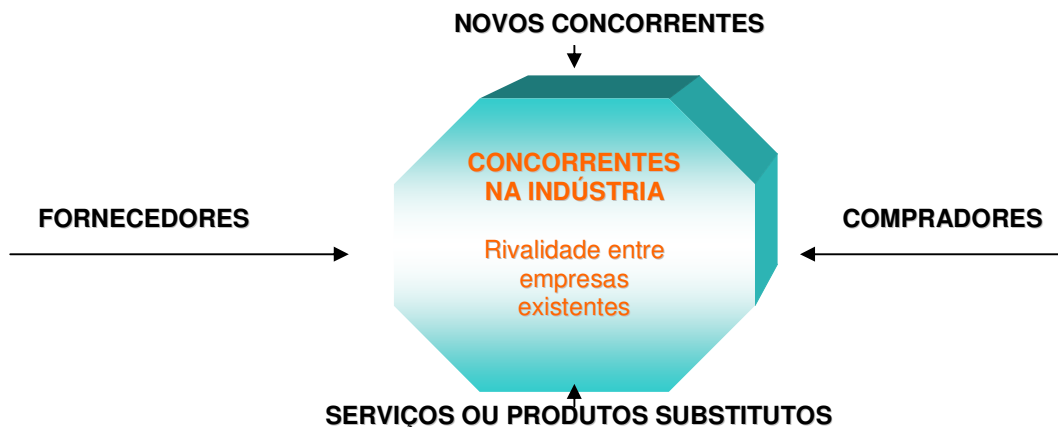 NOVOS CONCORRENTES
CONCORRENTES
NA INDÚSTRIA
FORNECEDORES
COMPRADORES
Rivalidade entre
empresas
existentes
SERVIÇOS OU PRODUTOS SUBSTITUTOS